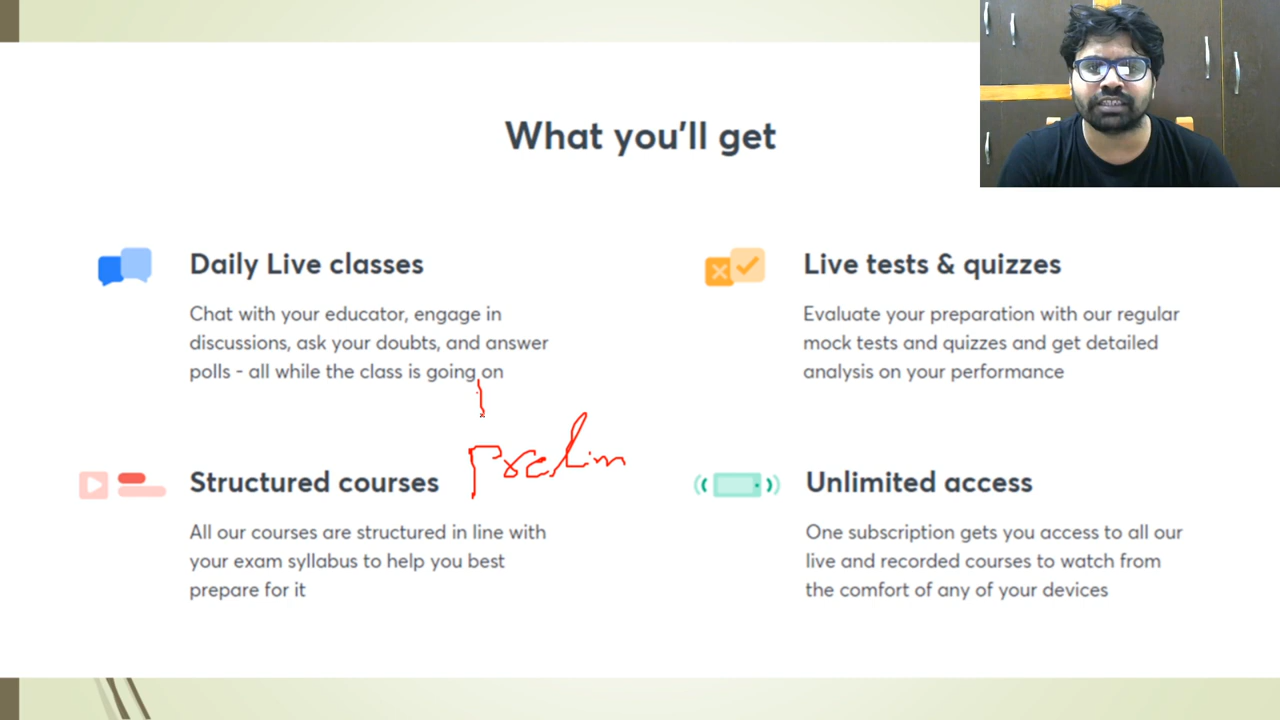 What you'll get
Daily Live classes
Chat with your educator, engage in
discussions, ask your doubts, and answer
polls - all while the class is going on
Live tests & quizzes
Evaluate your preparation with our regular
mock tests and quizzes and get detailed
analysis on your performance
Prelim
Structured courses
All our courses are structured in line with
your exam syllabus to help you best
prepare for it
Unlimited access
One subscription gets you access to all our
live and recorded courses to watch from
the comfort of any of your devices